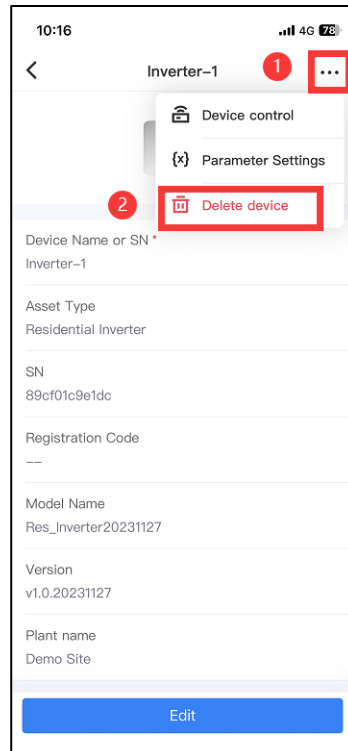 10:16
4G 78
Inverter-1
1
...
Device control
{x} Parameter Settings
2
Delete device
Device Name or SN *
Inverter-1
Asset Type
Residential Inverter
SN
89cf01c9e1dc
Registration Code
--
Model Name
Res_Inverter20231127
Version
v1.0.20231127
Plant name
Demo Site
Edit